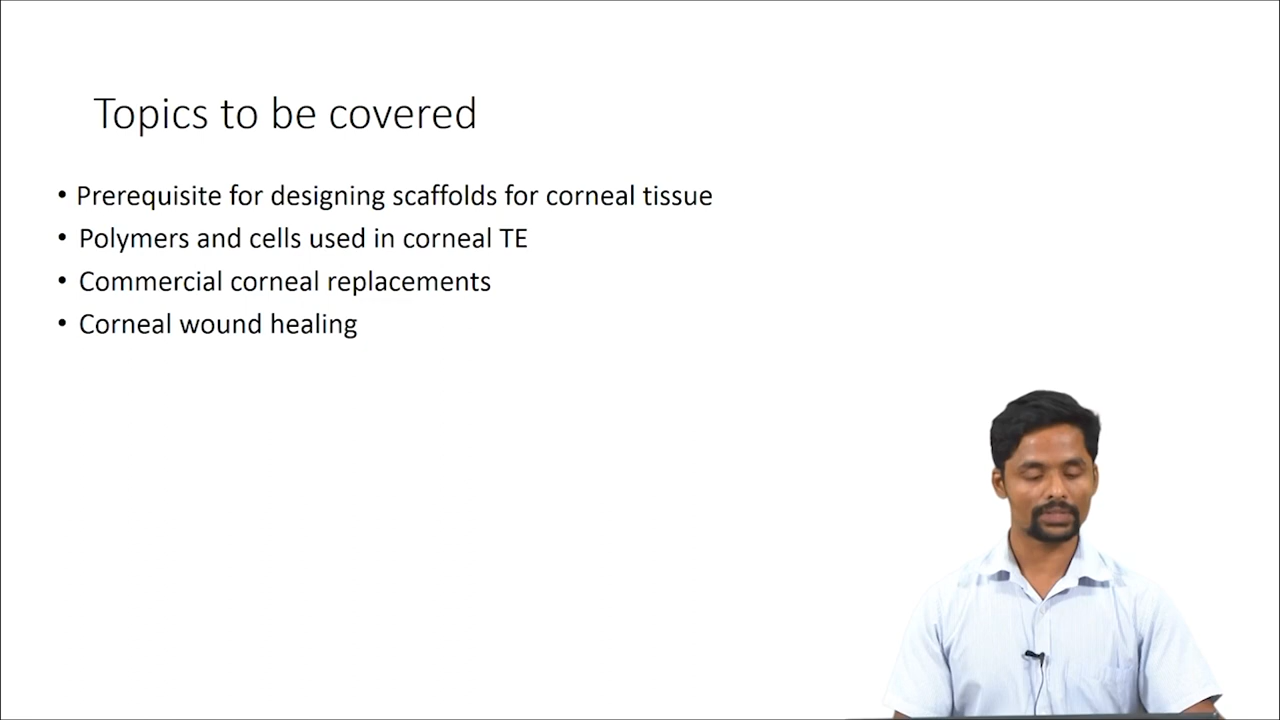 Topics to be covered
• Prerequisite for designing scaffolds for corneal tissue
• Polymers and cells used in corneal TE
• Commercial corneal replacements
• Corneal wound healing